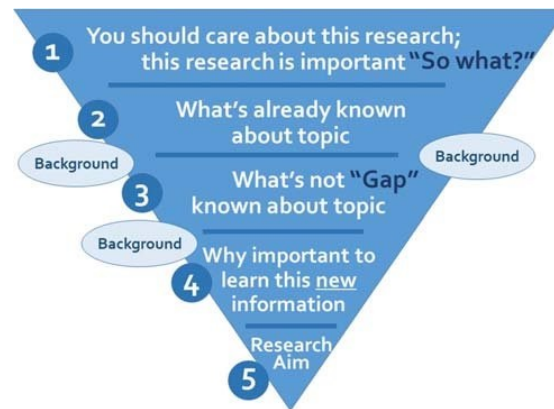 1
You should care about this research;
this research is important "So what?"
2
What's already known
about topic
Background
Background
3
What's not "Gap"
known about topic
Background
4
Why important to
learn this new
information
5
Research
Aim